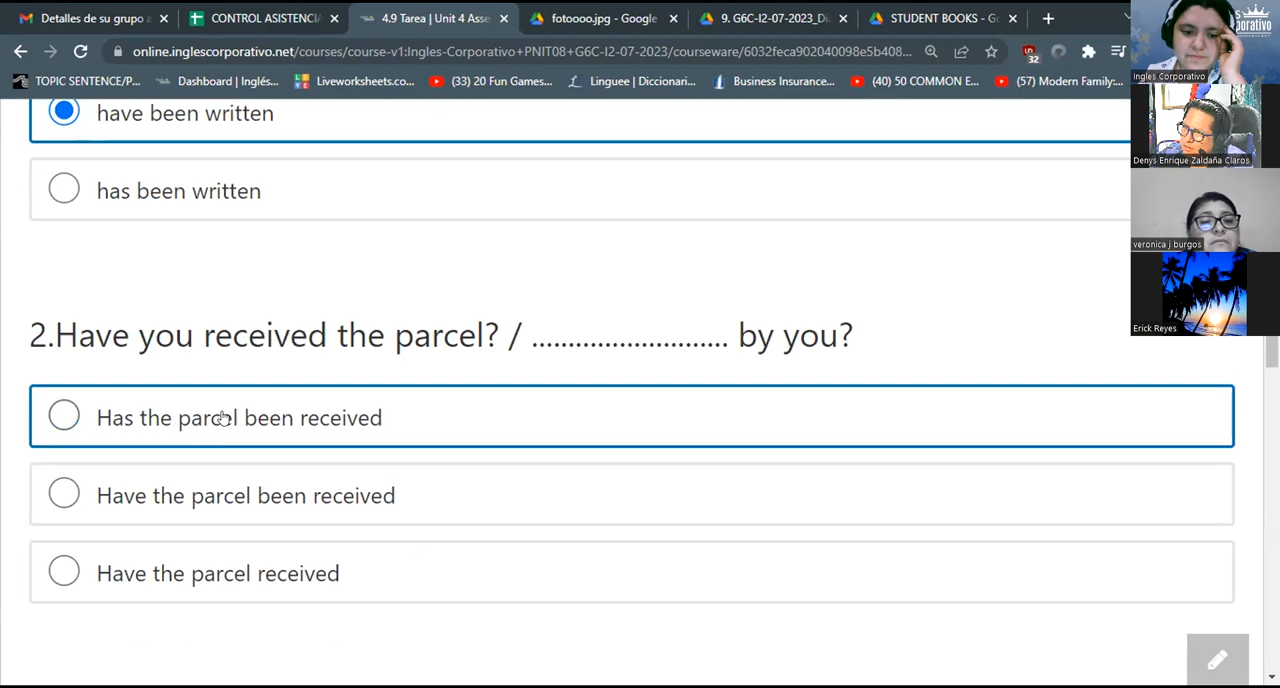 Detalles de su grupo a
CONTROL ASISTENCI
4.9 Tarea | Unit 4 Asse
fotoooo.jpg - Google
9. G6C-I2-07-2023_Di
STUDENT BOOKS - G
online.inglescorporativo.net/courses/course-v1:Ingles-Corporativo+PNIT08+G6C-I2-07-2023/courseware/6032feca902040098e5b408...
32
TOPIC SENTENCE/P...
Dashboard | Inglés...
Liveworksheets.co...
(33) 20 Fun Games...
Linguee | Diccionari...
Business Insurance...
(40) 50 COMMON E...
(57) Modern Family:...
have been written
has been written
2.Have you received the parcel? / .......................... by you?
Has the parcel been received
Have the parcel been received
Have the parcel received
Ingles Corporativo
Denys Enrique Zaldaña Claros
veronica j burgos
Erick Reyes